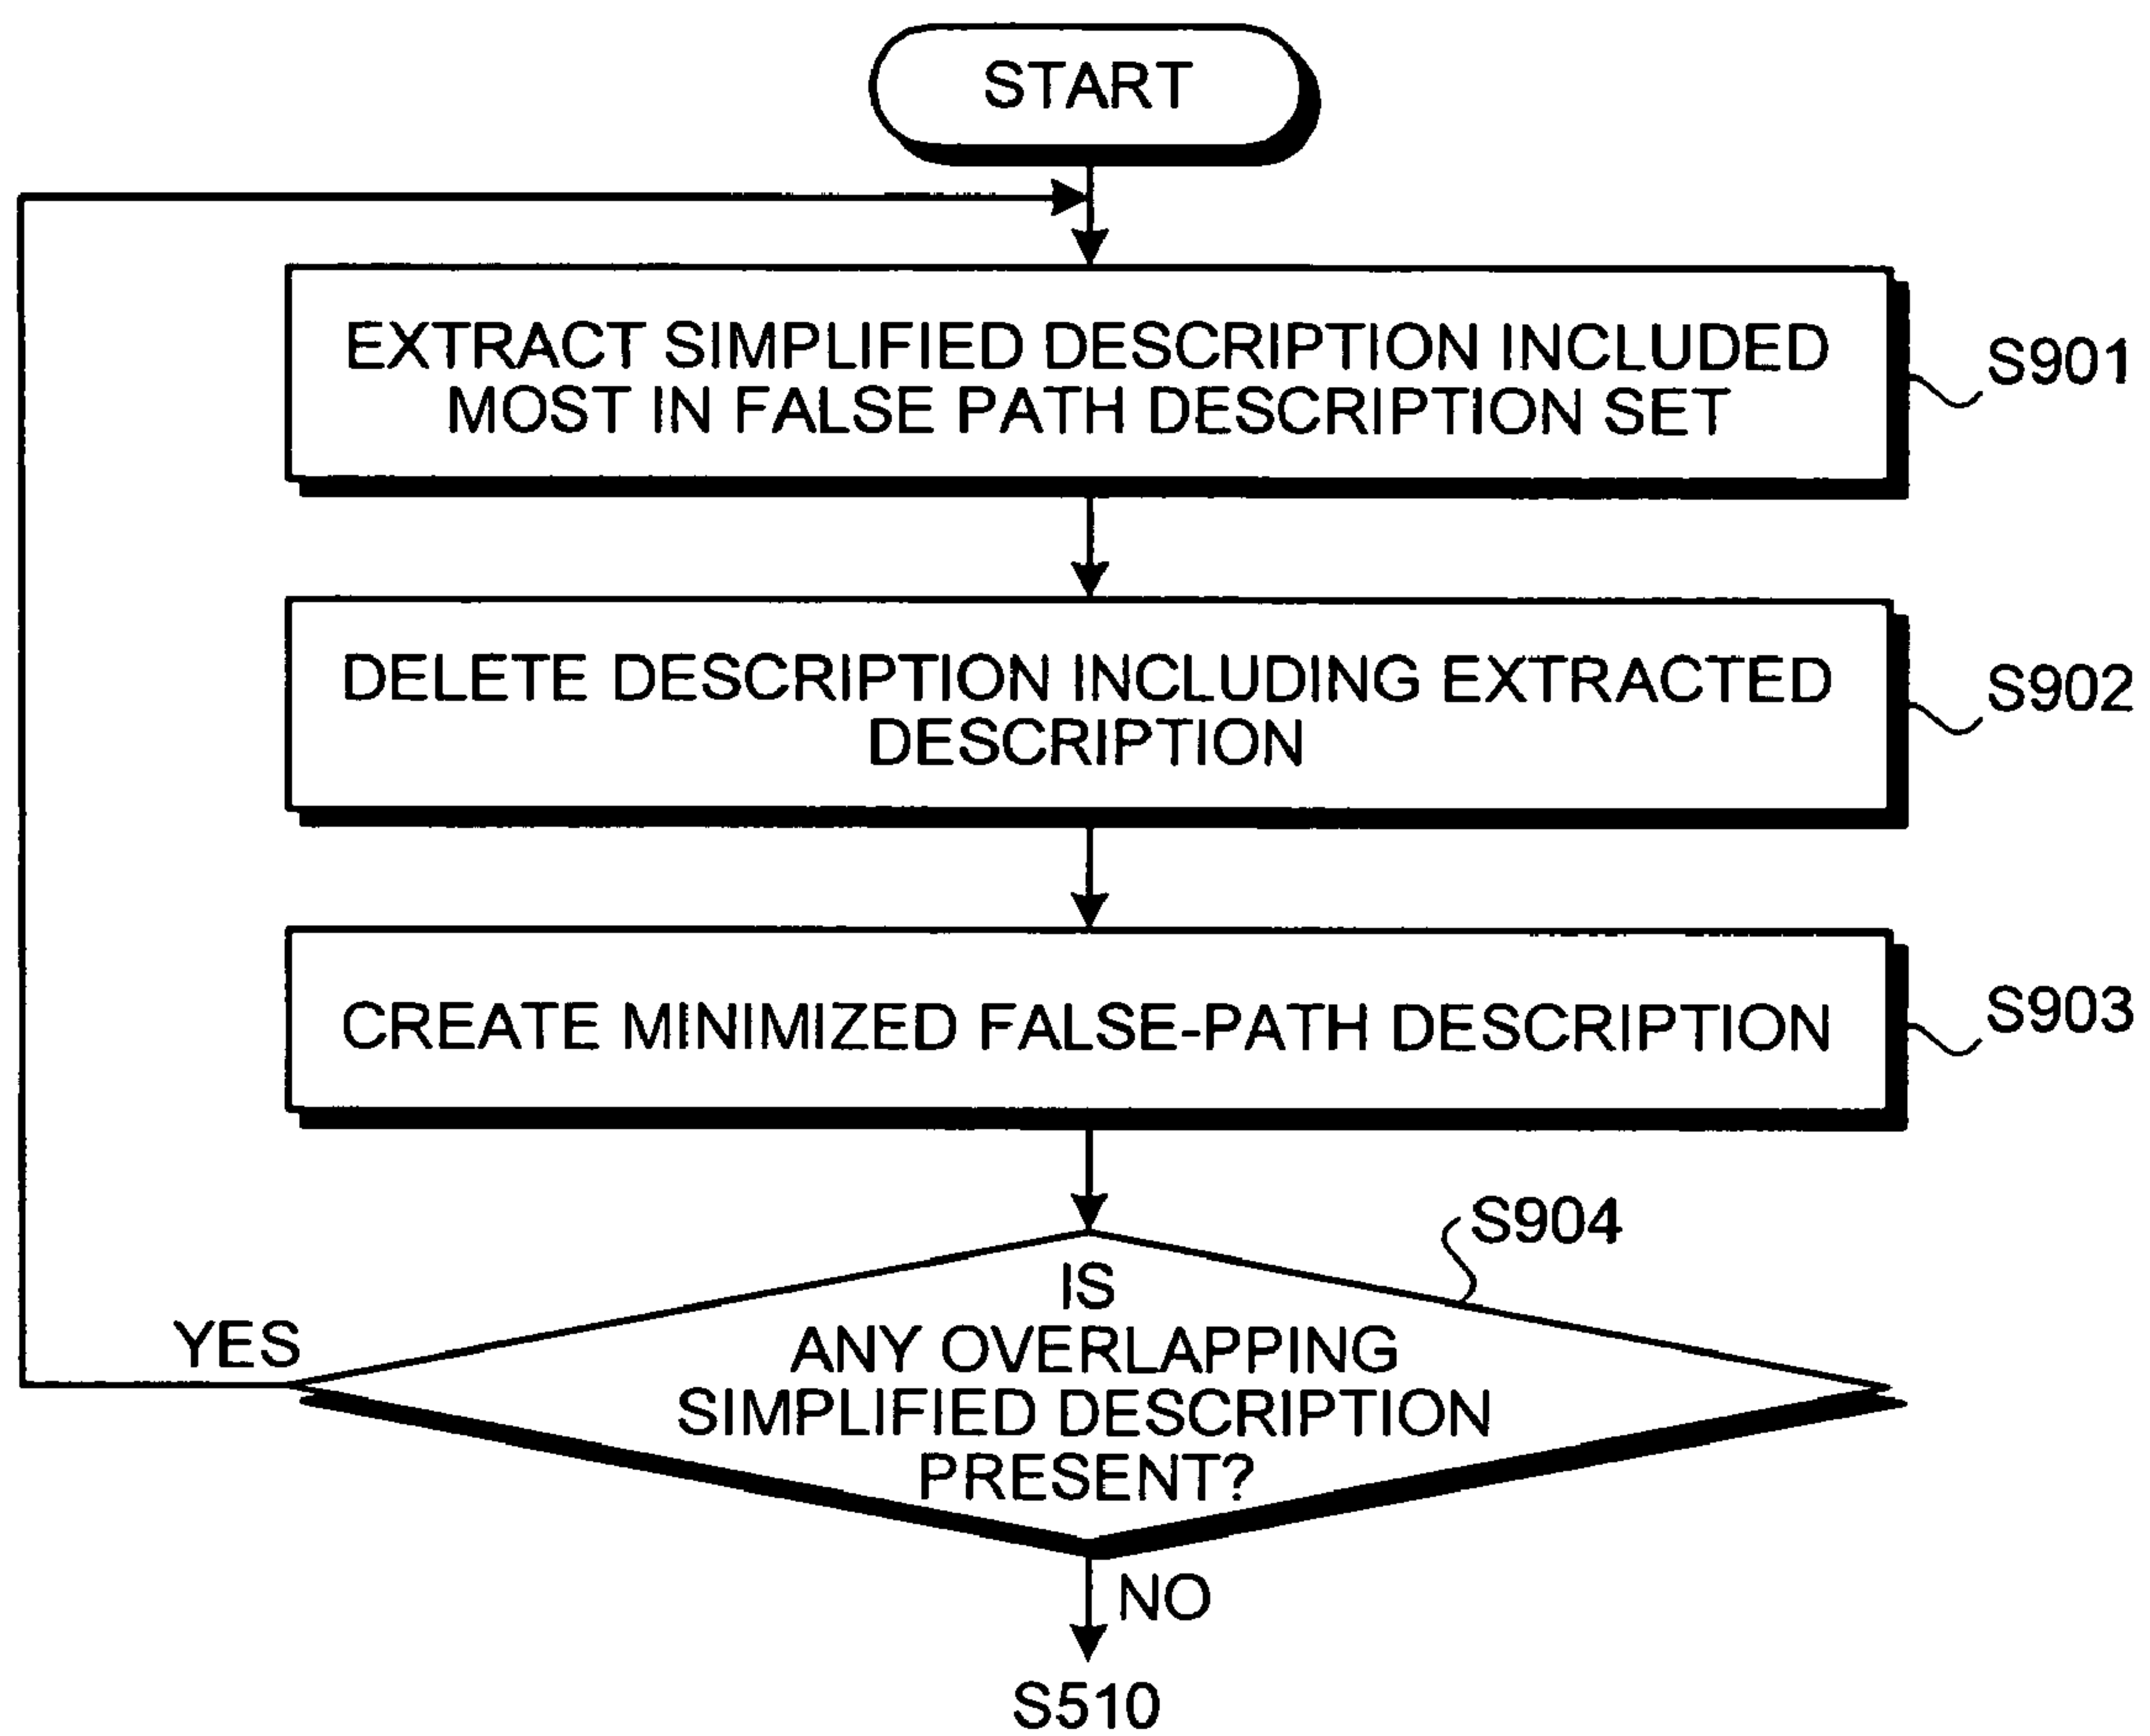 START
EXTRACT SIMPLIFIED DESCRIPTION INCLUDED
MOST IN FALSE PATH DESCRIPTION SET
S901
DELETE DESCRIPTION INCLUDING EXTRACTED
DESCRIPTION
S902
CREATE MINIMIZED FALSE-PATH DESCRIPTION
S903
S904
IS
ANY OVERLAPPING
SIMPLIFIED DESCRIPTION
PRESENT?
YES
NO
S510